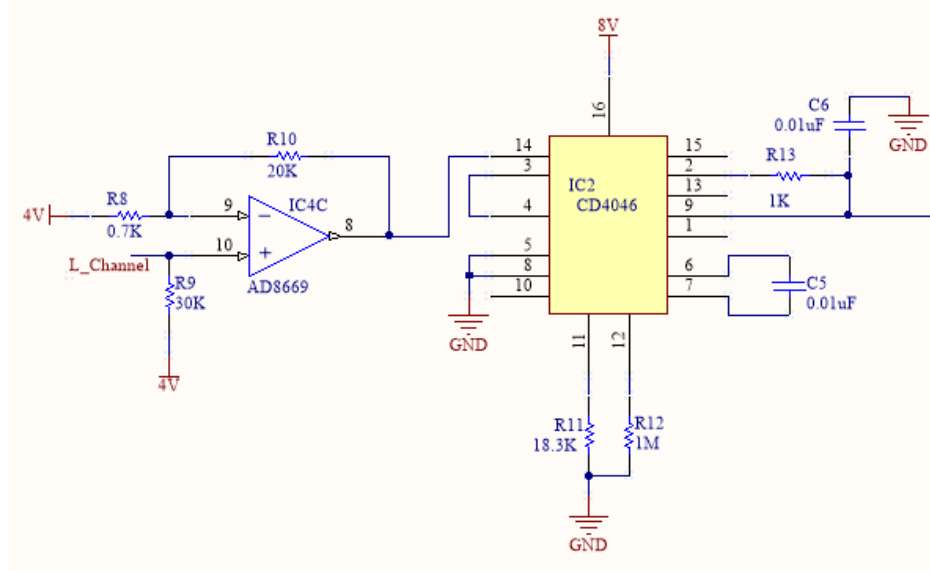 8V
C6
0.01uF
GND
16
R10
20K
14
3
4
5
8
10
IC2
CD4046
15
2
13
9
1
6
7
R13
1K
R8
0.7K
4V
9
IC4C
8
10
L_Channel
AD8669
R9
30K
4V
GND
C5
0.01uF
11
12
R11
18.3K
R12
1M
GND